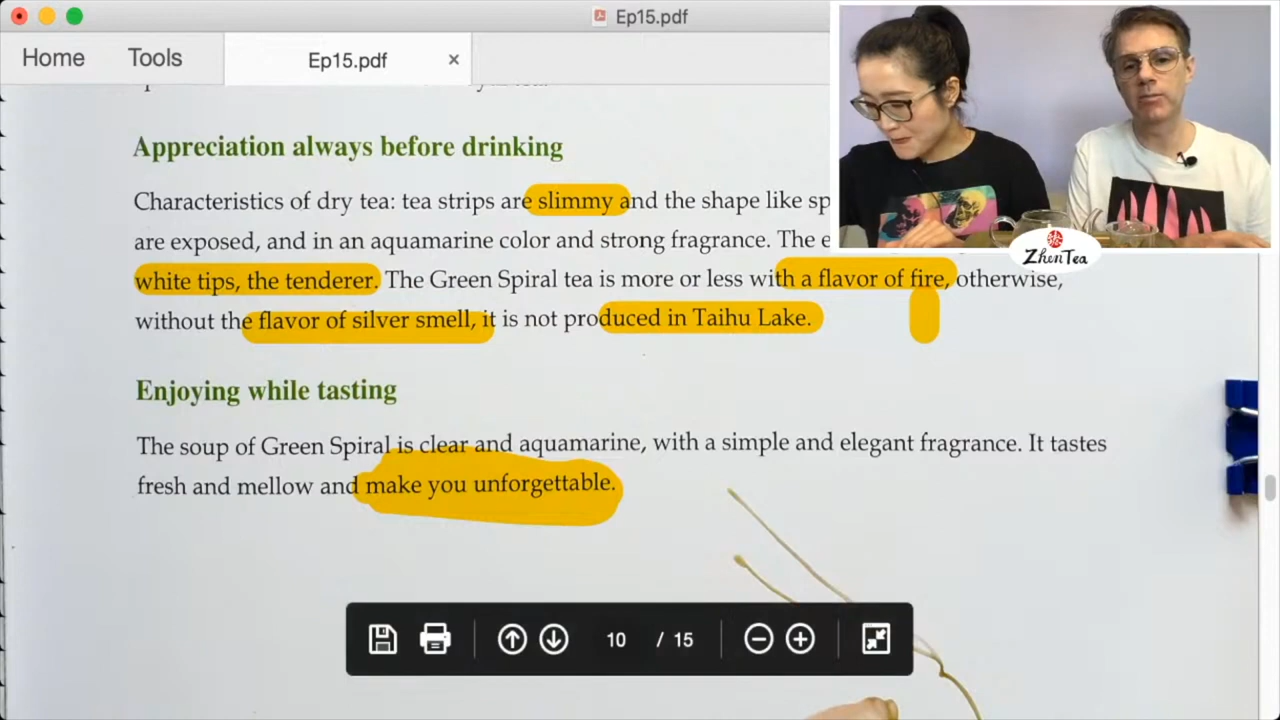 Ep15.pdf
Home
Tools
Ep15.pdf
Appreciation always before drinking
Characteristics of dry tea: tea strips are slimmy and the shape like sp
are exposed, and in an aquamarine color and strong fragrance. The e
white tips, the tenderer. The Green Spiral tea is more or less with a flavor of fire, otherwise,
without the flavor of silver smell, it is not produced in Taihu Lake.
ZhenTea
Enjoying while tasting
The soup of Green Spiral is clear and aquamarine, with a simple and elegant fragrance. It tastes
fresh and mellow and make you unforgettable.
10 / 15